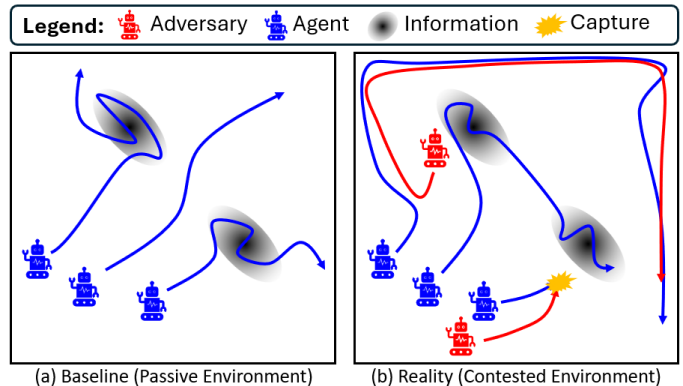 Legend: Adversary Agent Information Capture
(a) Baseline (Passive Environment) (b) Reality (Contested Environment)